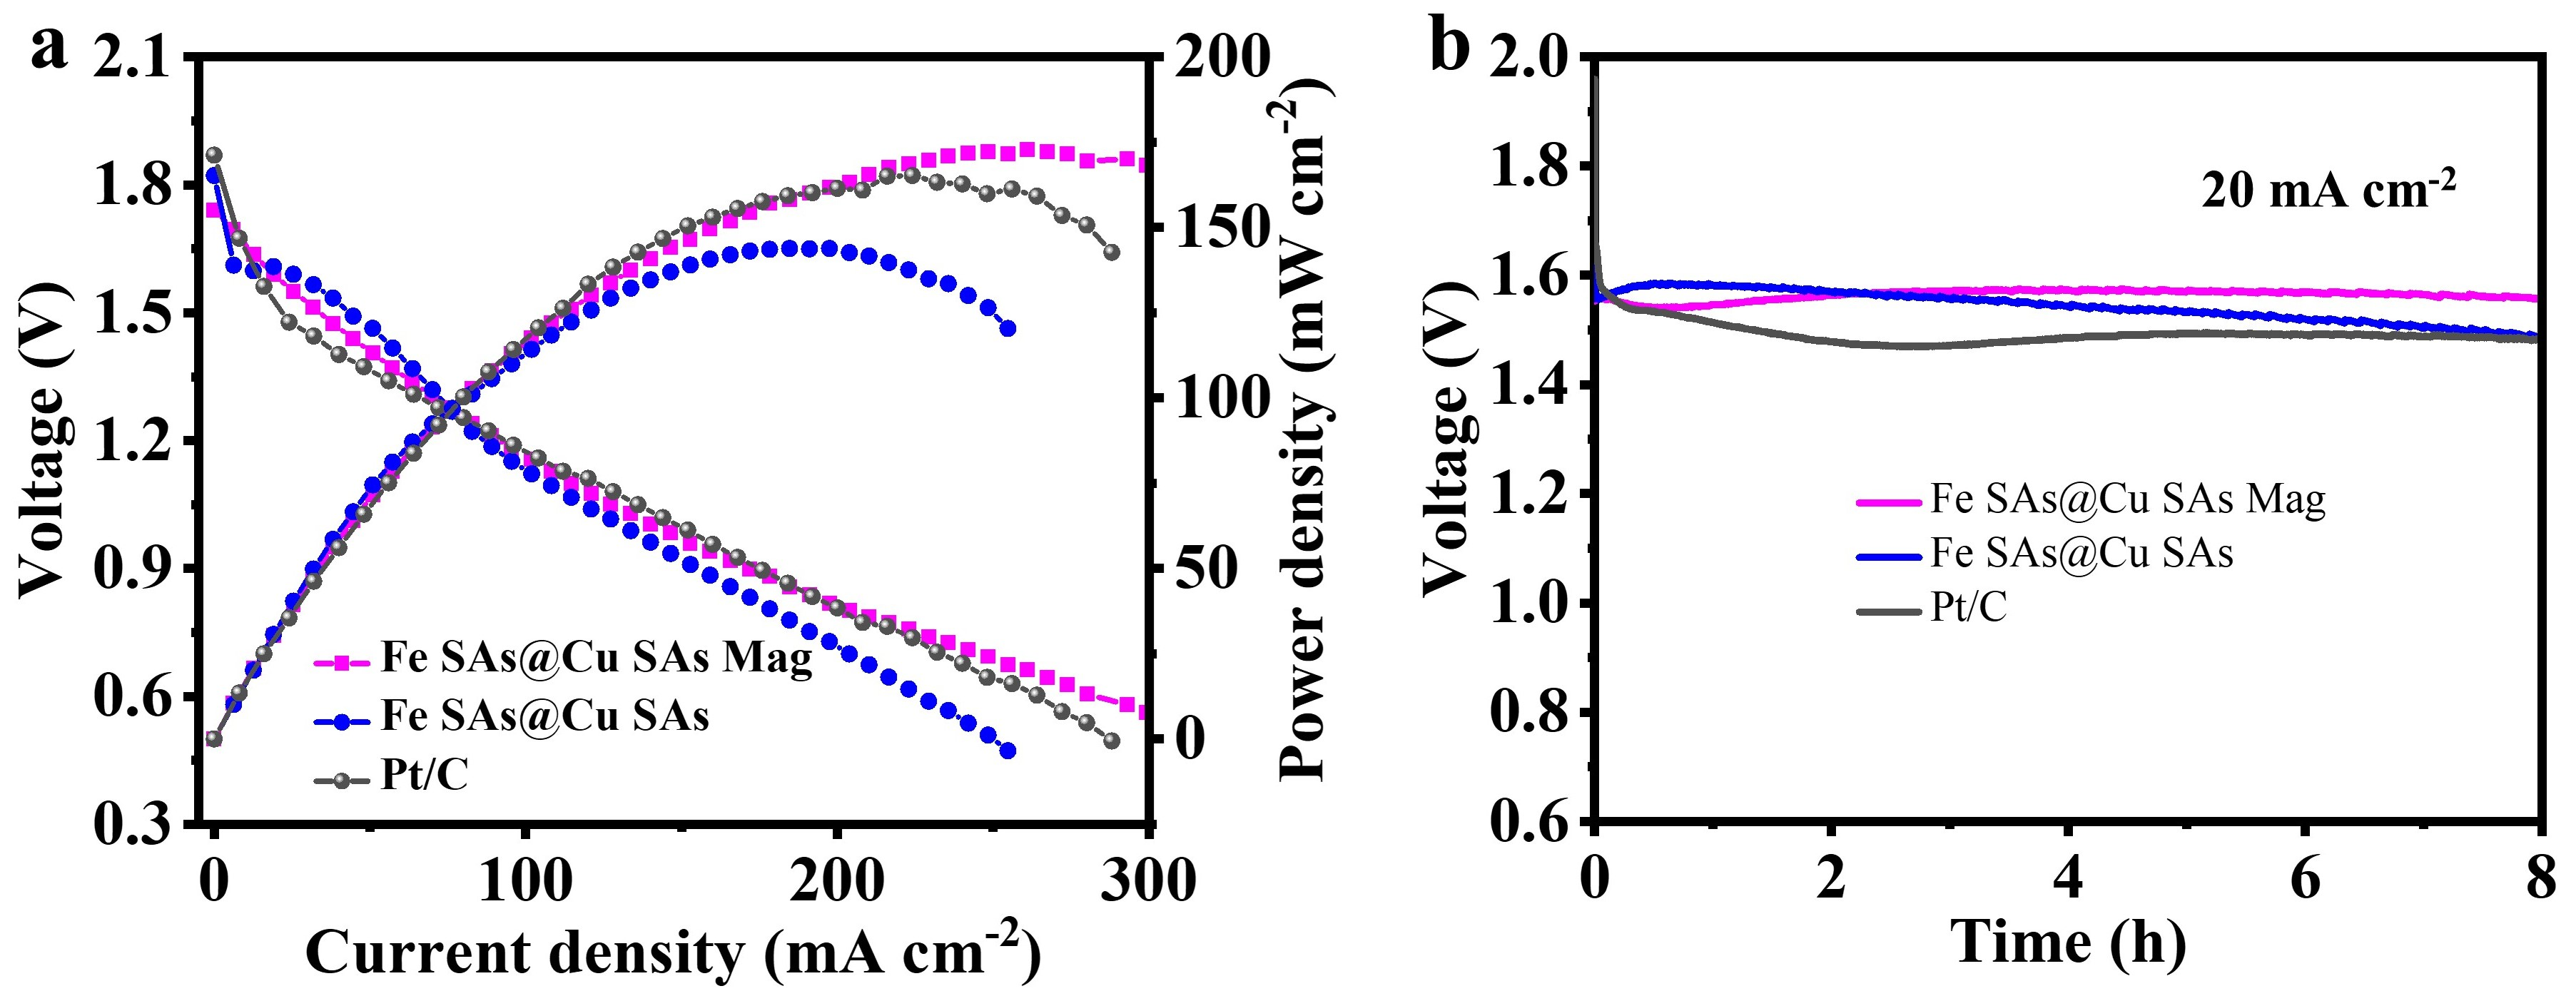 a
2.1
1.8
1.5
1.2
0.9
0.6
0.3
Voltage (V)
200
150
100
50
0
Power density (mW cm-2)
Fe SAs@Cu SAs Mag
Fe SAs@Cu SAs
Pt/C
0 100 200 300
Current density (mA cm-2)
b
2.0
1.8
1.6
1.4
1.2
1.0
0.8
0.6
Voltage (V)
20 mA cm-2
Fe SAs@Cu SAs Mag
Fe SAs@Cu SAs
Pt/C
0 2 4 6 8
Time (h)